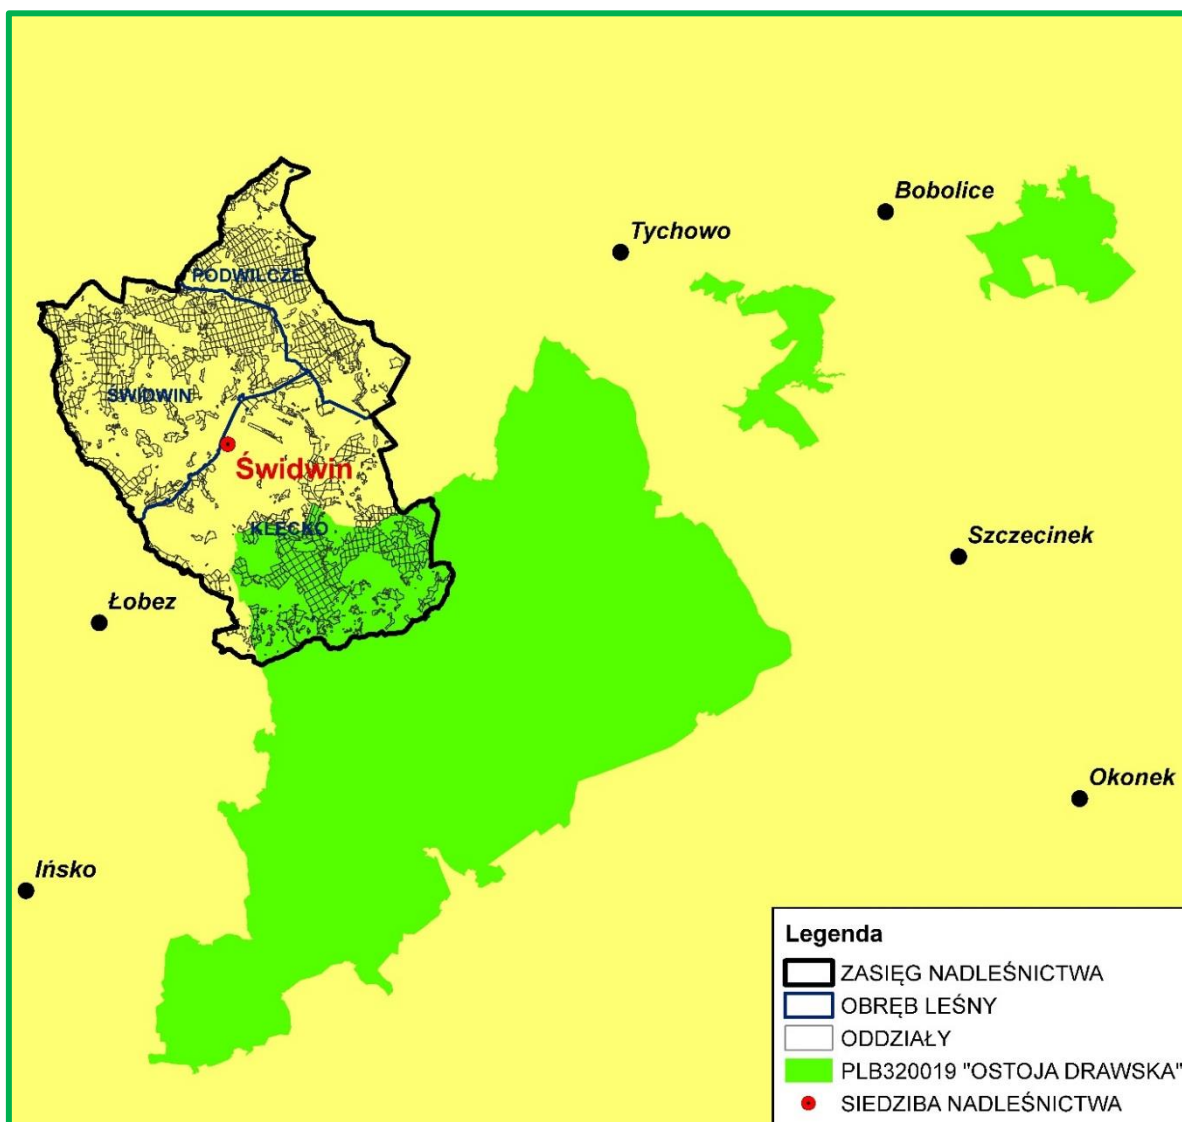 Bobolice
Tychowo
PODWILCZE
ŚWIDWIN
Świdwin
KLĘCKO
Szczecinek
Łobez
Okonek
Ińsko
Legenda
ZASIĘG NADLEŚNICTWA
OBRĘB LEŚNY
ODDZIAŁY
PLB320019 "OSTOJA DRAWSKA"
SIEDZIBA NADLEŚNICTWA